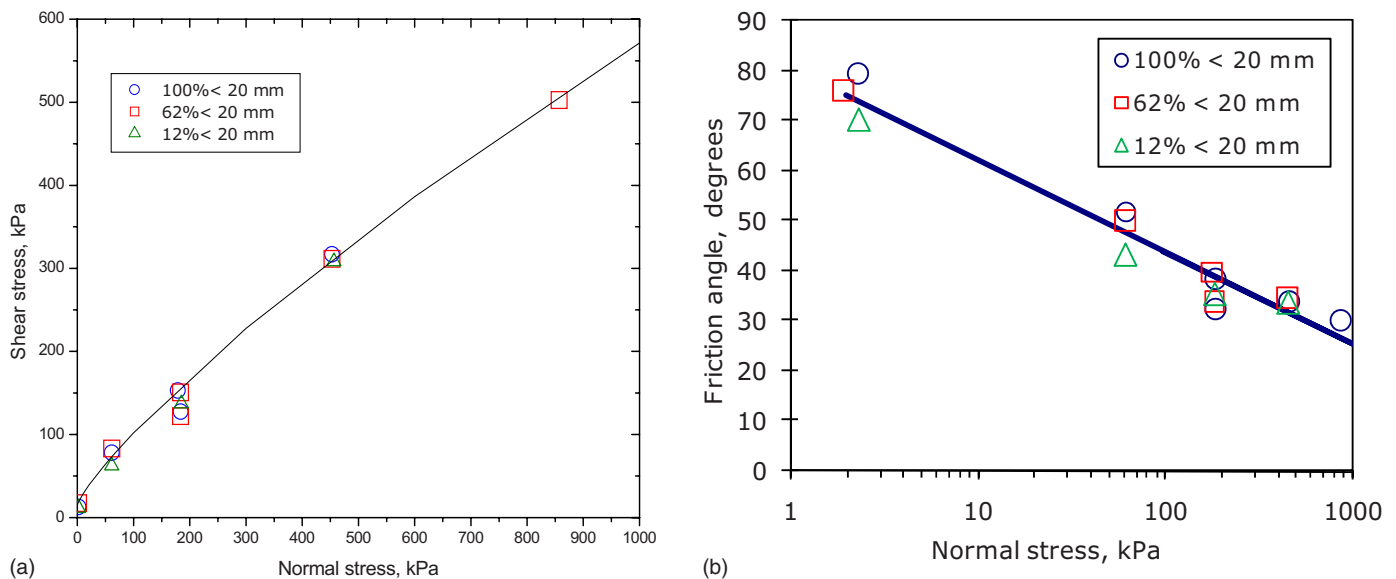 600
500
400
300
200
100
0
Shear stress, kPa
100%< 20 mm
62%< 20 mm
12%< 20 mm
0 100 200 300 400 500 600 700 800 900 1000
Normal stress, kPa
(a)
90
80
70
60
50
40
30
20
10
0
Friction angle, degrees
100% < 20 mm
62% < 20 mm
12% < 20 mm
1 10 100 1000
Normal stress, kPa
(b)